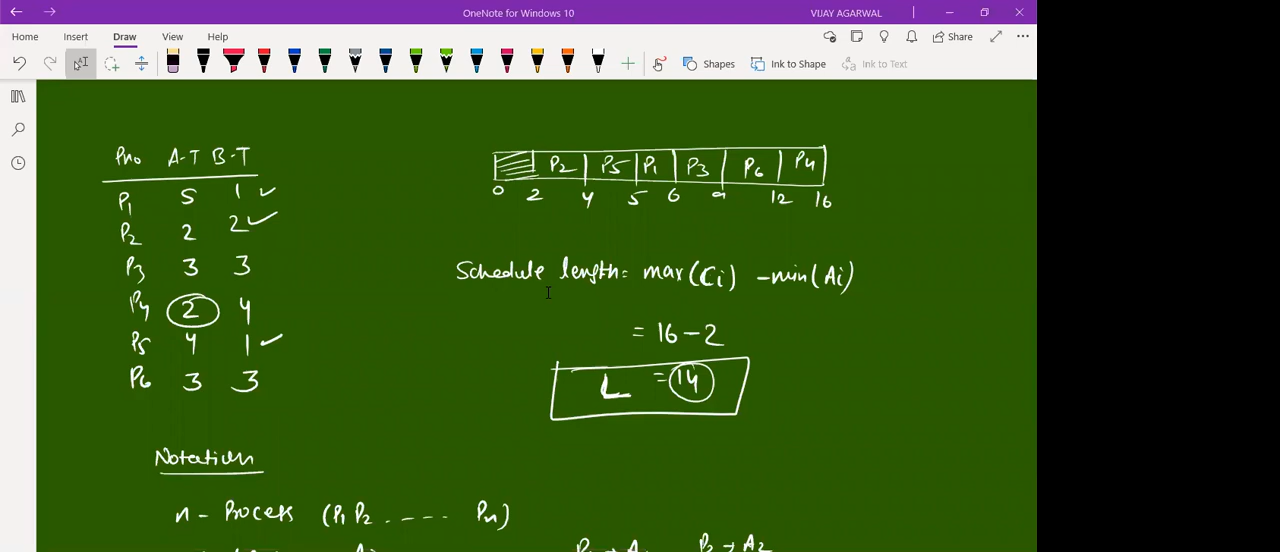 OneNote for Windows 10
VIJAY AGARWAL
Home Insert Draw View Help
Share
Shapes Ink to Shape Ink to Text
Pno A-T B-T
P1 5 1 ✓
P2 2 2 ✓
P3 3 3
P4 2 4
P5 4 1 ✓
P6 3 3
P2 P5 P1 P3 P6 P4
0 2 4 5 6 9 12 16
Schedule length = max(Ci) - min(Ai)
= 16 - 2
L = 14
Notation
n - Process (P1 P2 ..... Pn)
P2 → A2